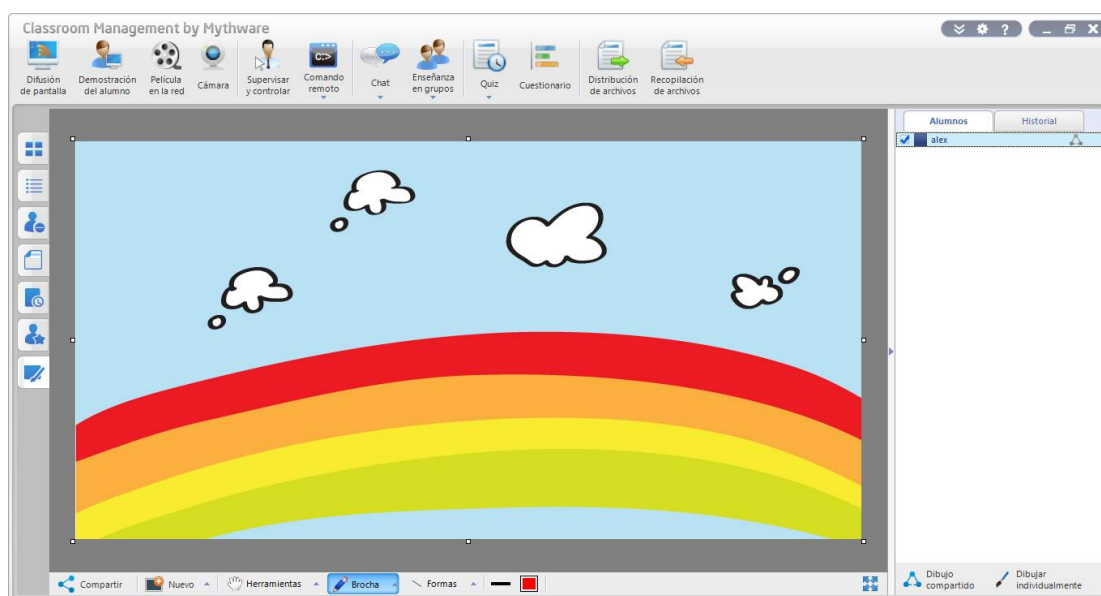 Classroom Management by Mythware
Difusión
de pantalla
Demostración
del alumno
Película
en la red
Cámara
Supervisar
y controlar
C:>
Comando
remoto
Chat
Enseñanza
en grupos
Quiz
Cuestionario
Distribución
de archivos
Recopilación
de archivos
Alumnos
Historial
alex
Compartir
Nuevo
Herramientas
Brocha
Formas
Dibujo
compartido
Dibujar
individualmente